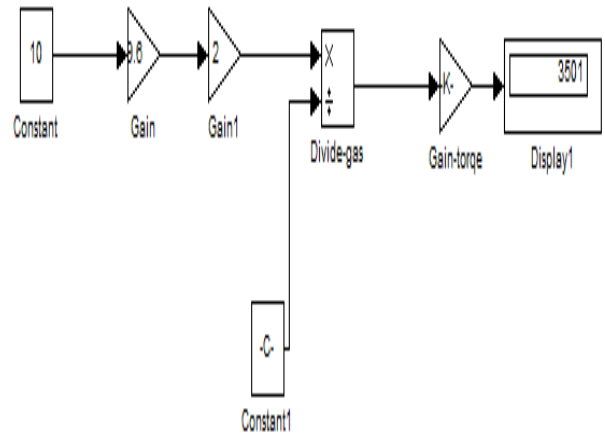 10
9.6
2
×
÷
-K-
3501
Constant
Gain
Gain1
Divide-gas
Gain-torqe
Display1
-C-
Constant1